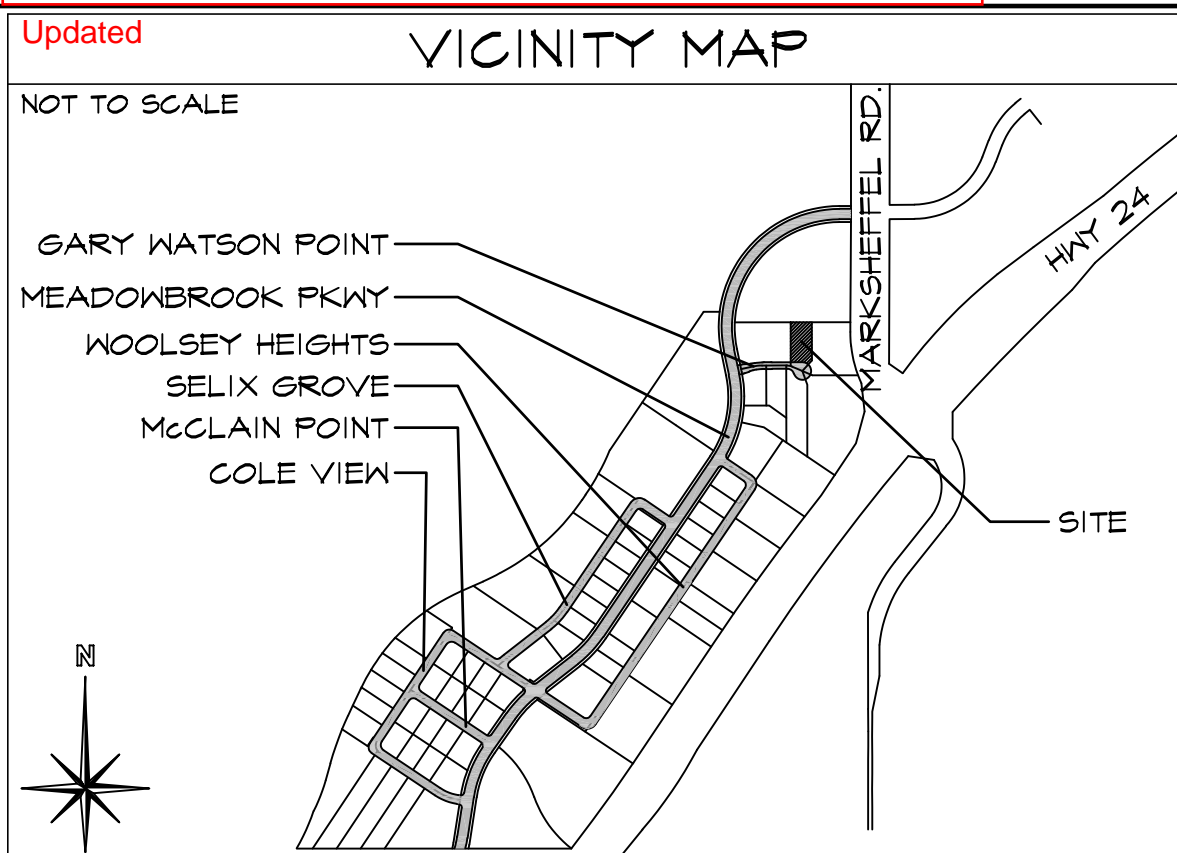 Updated
VICINITY MAP
NOT TO SCALE
MARKSHEFFEL RD.
HWY 24
GARY WATSON POINT
MEADOWBROOK PKWY
WOOLSEY HEIGHTS
SELIX GROVE
McCLAIN POINT
COLE VIEW
SITE
N